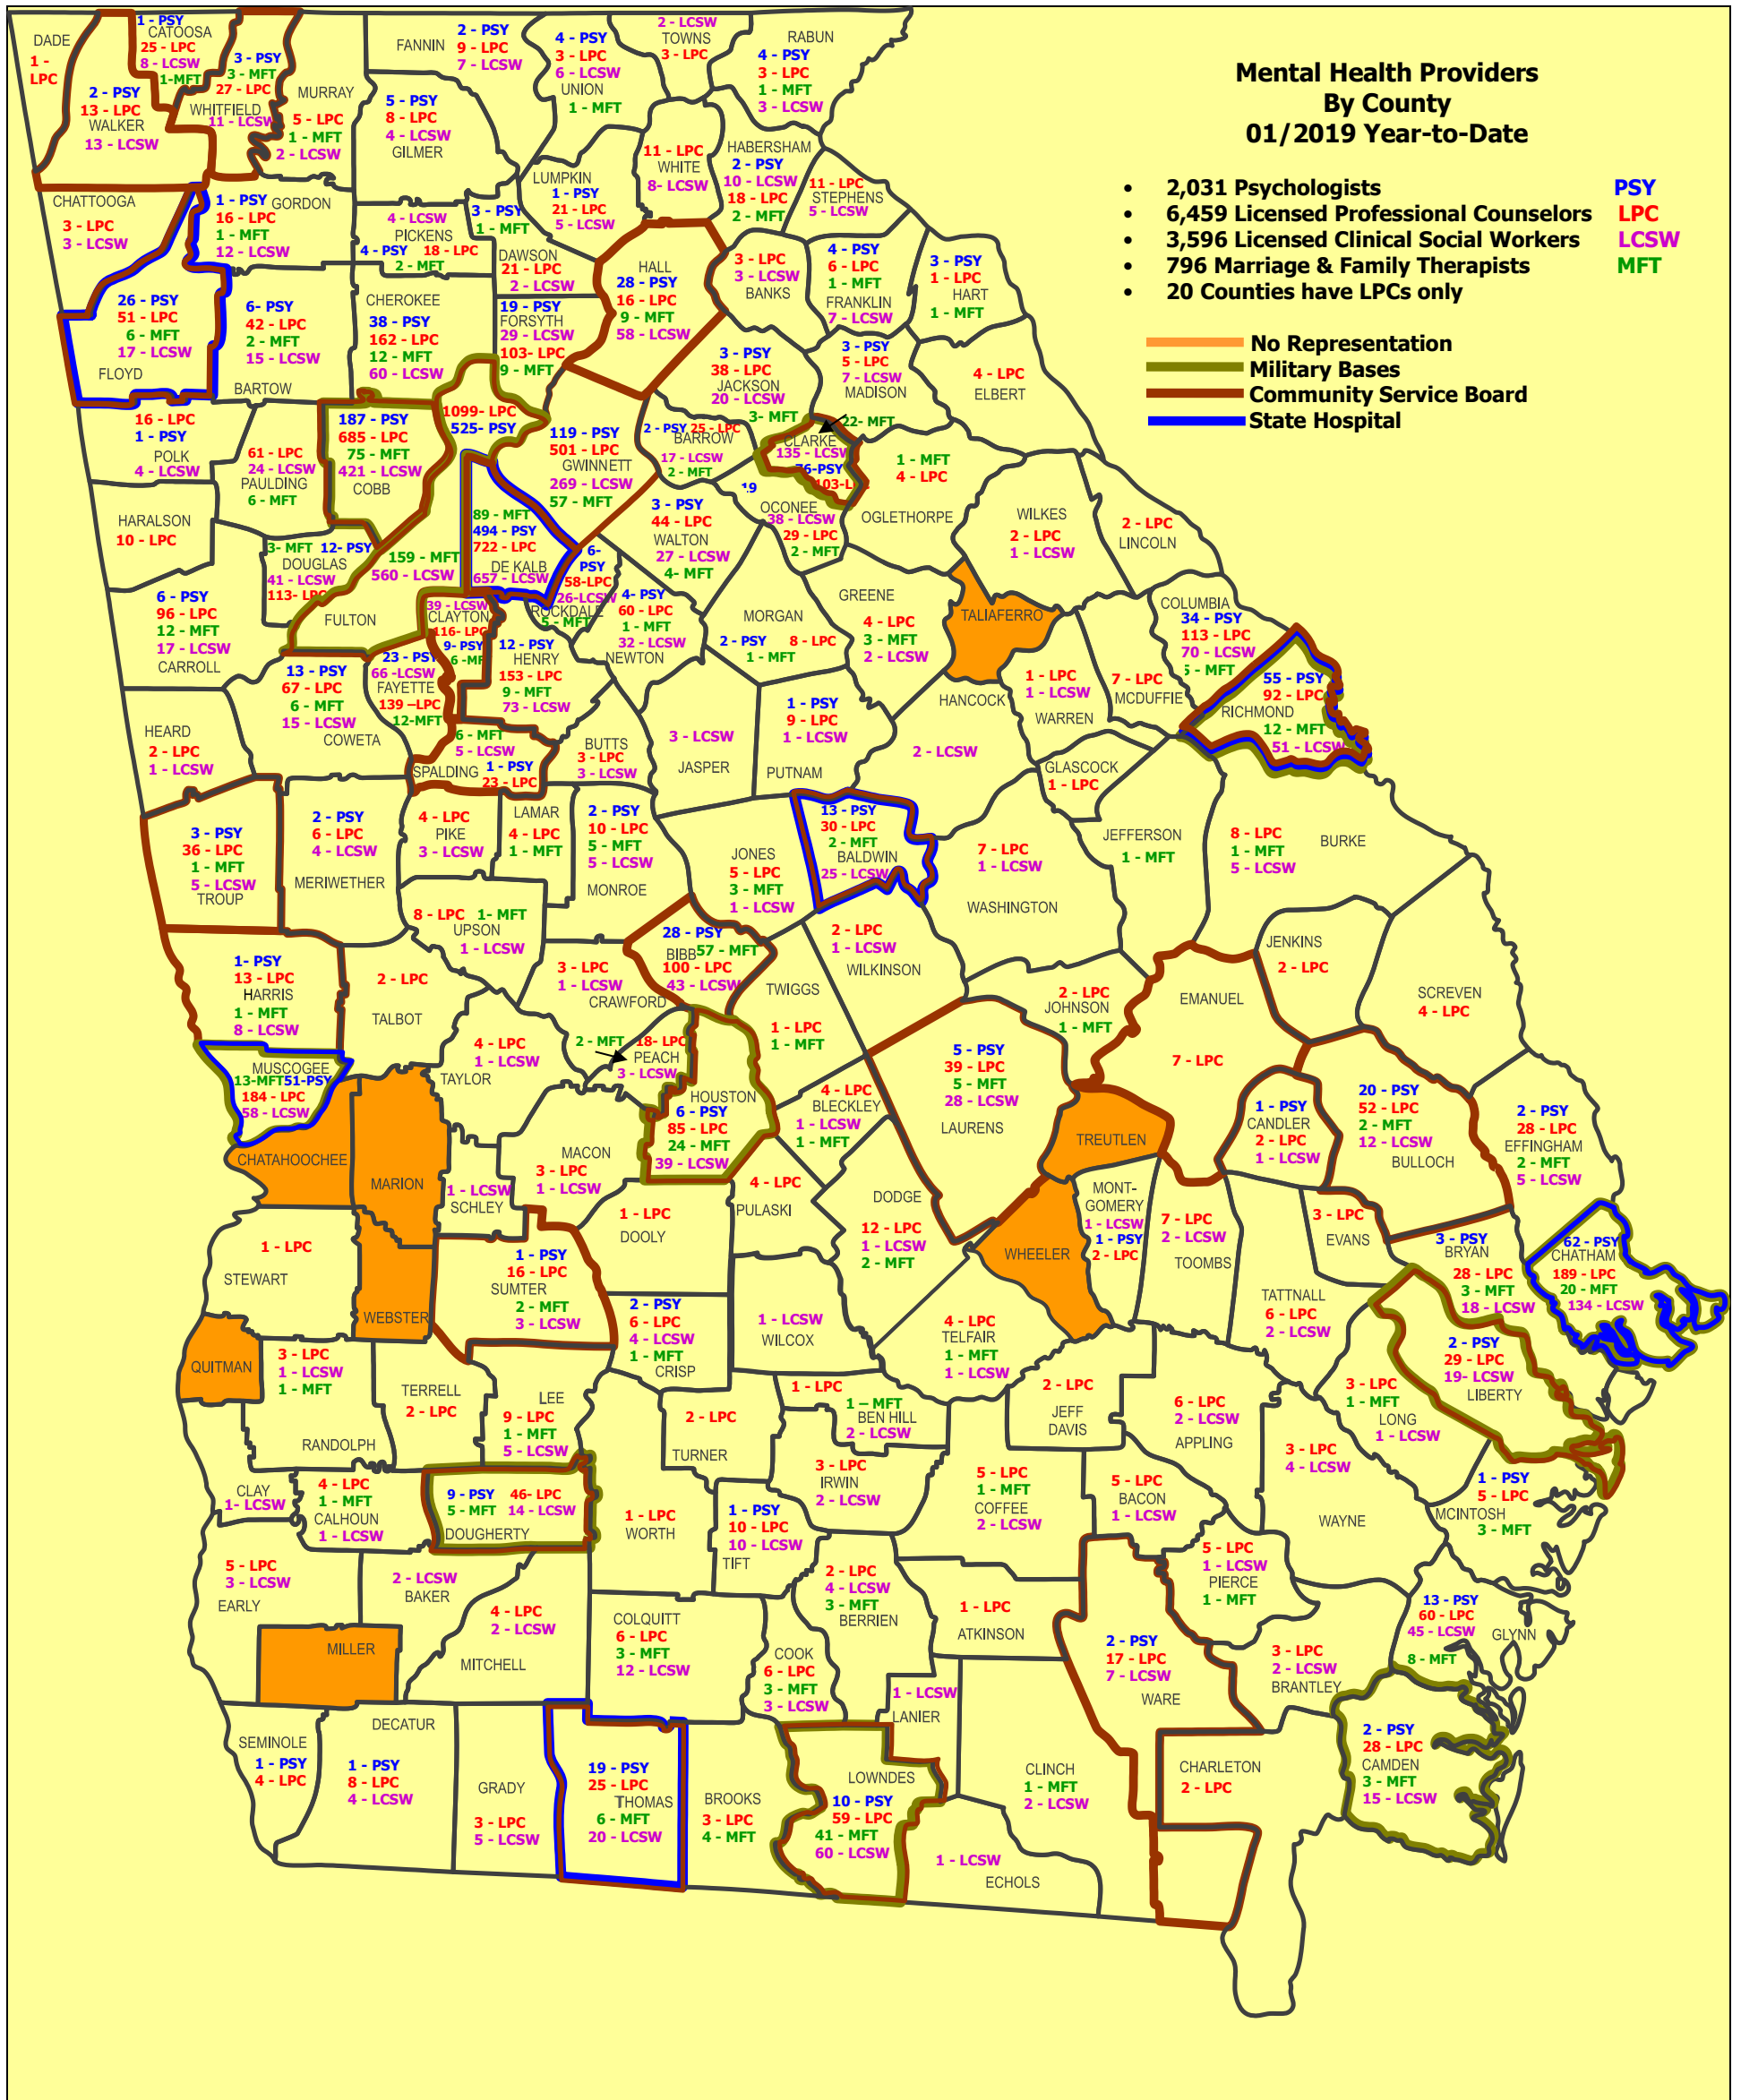 Mental Health Providers
By County
01/2019 Year-to-Date
• 2,031 Psychologists PSY
• 6,459 Licensed Professional Counselors LPC
• 3,596 Licensed Clinical Social Workers LCSW
• 796 Marriage & Family Therapists MFT
• 20 Counties have LPCs only
No Representation
Military Bases
Community Service Board
State Hospital
DADE
1 -
LPC
1 - PSY
CATOOSA
25 - LPC
8 - LCSW
1-MFT
2 - PSY
13 - LPC
WALKER
13 - LCSW
3 - PSY
3 - MFT
27 - LPC
WHITFIELD
11 - LCSW
MURRAY
5 - LPC
1 - MFT
2 - LCSW
FANNIN
2 - PSY
9 - LPC
7 - LCSW
5 - PSY
8 - LPC
4 - LCSW
GILMER
4 - PSY
3 - LPC
6 - LCSW
UNION
1 - MFT
2 - LCSW
TOWNS
3 - LPC
RABUN
4 - PSY
3 - LPC
1 - MFT
3 - LCSW
11 - LPC
WHITE
8- LCSW
HABERSHAM
2 - PSY
10 - LCSW
18 - LPC
2 - MFT
11 - LPC
STEPHENS
5 - LCSW
LUMPKIN
1 - PSY
21 - LPC
5 - LCSW
CHATTOOGA
3 - LPC
3 - LCSW
1 - PSY
GORDON
16 - LPC
1 - MFT
12 - LCSW
4 - LCSW
PICKENS
4 - PSY 18 - LPC
2 - MFT
3 - PSY
1 - MFT
DAWSON
21 - LPC
2 - LCSW
HALL
28 - PSY
16 - LPC
9 - MFT
58 - LCSW
3 - LPC
3 - LCSW
BANKS
4 - PSY
6 - LPC
1 - MFT
FRANKLIN
7 - LCSW
3 - PSY
1 - LPC
HART
1 - MFT
26 - PSY
51 - LPC
6 - MFT
17 - LCSW
FLOYD
6- PSY
42 - LPC
2 - MFT
15 - LCSW
BARTOW
CHEROKEE
38 - PSY
162 - LPC
12 - MFT
60 - LCSW
19 - PSY
FORSYTH
29 - LCSW
103- LPC
9 - MFT
3 - PSY
38 - LPC
JACKSON
20 - LCSW
3- MFT
3 - PSY
5 - LPC
7 - LCSW
MADISON
22- MFT
4 - LPC
ELBERT
16 - LPC
1 - PSY
POLK
4 - LCSW
61 - LPC
24 - LCSW
PAULDING
6 - MFT
187 - PSY
685 - LPC
75 - MFT
421 - LCSW
COBB
1099- LPC
525- PSY
159 - MFT
560 - LCSW
FULTON
119 - PSY
501 - LPC
GWINNETT
269 - LCSW
57 - MFT
2 - PSY 25 - LPC
BARROW
17 - LCSW
2 - MFT
CLARKE
135 - LCSW
76-PSY
19
OCONEE
38 - LCSW
29 - LPC
2 - MFT
1 - MFT
4 - LPC
OGLETHORPE
WILKES
2 - LPC
1 - LCSW
2 - LPC
LINCOLN
HARALSON
10 - LPC
3- MFT 12- PSY
DOUGLAS
41 - LCSW
89 - MFT
494 - PSY
722 - LPC
DE KALB
657 - LCSW
3 - PSY
44 - LPC
WALTON
27 - LCSW
4- MFT
6-
PSY
58-LPC
26-LCSW
ROCKDALE
5 - MFT
4- PSY
60 - LPC
1 - MFT
32 - LCSW
NEWTON
6 - PSY
96 - LPC
12 - MFT
17 - LCSW
CARROLL
39 - LCSW
CLAYTON
116- LPC
9- PSY
12 - PSY
HENRY
153 - LPC
9 - MFT
73 - LCSW
MORGAN
2 - PSY 8 - LPC
1 - MFT
GREENE
4 - LPC
3 - MFT
2 - LCSW
TALIAFERRO
COLUMBIA
34 - PSY
113 - LPC
70 - LCSW
55 - PSY
92 - LPC
RICHMOND
12 - MFT
51 - LCSW
13 - PSY
67 - LPC
6 - MFT
15 - LCSW
COWETA
23 - PSY
66 -LCSW
FAYETTE
139 –LPC
12-MFT
HEARD
2 - LPC
1 - LCSW
6 - MFT
5 - LCSW
SPALDING 1 - PSY
23 - LPC
BUTTS
3 - LPC
3 - LCSW
3 - LCSW
JASPER
1 - PSY
9 - LPC
1 - LCSW
PUTNAM
HANCOCK
2 - LCSW
1 - LPC
1 - LCSW
WARREN
7 - LPC
MCDUFFIE
GLASCOCK
1 - LPC
3 - PSY
36 - LPC
1 - MFT
5 - LCSW
TROUP
2 - PSY
6 - LPC
4 - LCSW
MERIWETHER
4 - LPC
PIKE
3 - LCSW
LAMAR
4 - LPC
1 - MFT
2 - PSY
10 - LPC
5 - MFT
5 - LCSW
MONROE
JONES
5 - LPC
3 - MFT
1 - LCSW
13 - PSY
30 - LPC
2 - MFT
BALDWIN
25 - LCSW
7 - LPC
1 - LCSW
WASHINGTON
JEFFERSON
1 - MFT
8 - LPC
1 - MFT
5 - LCSW
BURKE
8 - LPC 1- MFT
UPSON
1 - LCSW
1- PSY
13 - LPC
HARRIS
1 - MFT
8 - LCSW
2 - LPC
TALBOT
3 - LPC
1 - LCSW
CRAWFORD
28 - PSY
BIBB 57 - MFT
100 - LPC
43 - LCSW
TWIGGS
1 - LPC
1 - MFT
2 - LPC
1 - LCSW
WILKINSON
2 - LPC
JOHNSON
1 - MFT
EMANUEL
7 - LPC
JENKINS
2 - LPC
SCREVEN
4 - LPC
MUSCOGEE
13-MFT 51-PSY
184 - LPC
58 - LCSW
4 - LPC
1 - LCSW
TAYLOR
2 - MFT 18- LPC
PEACH
3 - LCSW
HOUSTON
6 - PSY
85 - LPC
24 - MFT
39 - LCSW
4 - LPC
BLECKLEY
1 - LCSW
1 - MFT
5 - PSY
39 - LPC
5 - MFT
28 - LCSW
LAURENS
TREUTLEN
1 - PSY
CANDLER
2 - LPC
1 - LCSW
20 - PSY
52 - LPC
2 - MFT
12 - LCSW
BULLOCH
2 - PSY
28 - LPC
EFFINGHAM
2 - MFT
5 - LCSW
CHATAHOOCHEE
MARION
1 - LCSW
SCHLEY
MACON
3 - LPC
1 - LCSW
1 - LPC
DOOLY
4 - LPC
PULASKI
DODGE
12 - LPC
1 - LCSW
2 - MFT
WHEELER
MONT-
GOMERY
1 - LCSW
1 - PSY
2 - LPC
7 - LPC
2 - LCSW
TOOMBS
3 - LPC
EVANS
TATTNALL
6 - LPC
2 - LCSW
3 - PSY
BRYAN
28 - LPC
3 - MFT
18 - LCSW
62 - PSY
CHATHAM
189 - LPC
20 - MFT
134 - LCSW
1 - LPC
STEWART
WEBSTER
1 - PSY
16 - LPC
SUMTER
2 - MFT
3 - LCSW
2 - PSY
6 - LPC
4 - LCSW
1 - MFT
CRISP
1 - LCSW
WILCOX
4 - LPC
TELFAIR
1 - MFT
1 - LCSW
2 - PSY
29 - LPC
19- LCSW
LIBERTY
QUITMAN
3 - LPC
1 - LCSW
1 - MFT
RANDOLPH
TERRELL
2 - LPC
LEE
9 - LPC
1 - MFT
5 - LCSW
2 - LPC
TURNER
1 - LPC
1 – MFT
BEN HILL
2 - LCSW
2 - LPC
JEFF
DAVIS
6 - LPC
2 - LCSW
APPLING
3 - LPC
4 - LCSW
WAYNE
3 - LPC
1 - MFT
LONG
1 - LCSW
1 - PSY
5 - LPC
MCINTOSH
3 - MFT
CLAY
1- LCSW
4 - LPC
1 - MFT
CALHOUN
1 - LCSW
9 - PSY 46- LPC
5 - MFT 14 - LCSW
DOUGHERTY
1 - LPC
WORTH
1 - PSY
10 - LPC
10 - LCSW
TIFT
3 - LPC
IRWIN
2 - LCSW
5 - LPC
1 - MFT
COFFEE
2 - LCSW
5 - LPC
BACON
1 - LCSW
5 - LPC
1 - LCSW
PIERCE
1 - MFT
5 - LPC
3 - LCSW
EARLY
2 - LCSW
BAKER
MILLER
4 - LPC
2 - LCSW
MITCHELL
COLQUITT
6 - LPC
3 - MFT
12 - LCSW
2 - LPC
4 - LCSW
3 - MFT
BERRIEN
COOK
6 - LPC
3 - MFT
3 - LCSW
1 - LPC
ATKINSON
1 - LCSW
LANIER
2 - PSY
17 - LPC
7 - LCSW
WARE
3 - LPC
2 - LCSW
BRANTLEY
13 - PSY
60 - LPC
45 - LCSW
GLYNN
8 - MFT
SEMINOLE
1 - PSY
4 - LPC
DECATUR
1 - PSY
8 - LPC
4 - LCSW
GRADY
3 - LPC
5 - LCSW
19 - PSY
25 - LPC
THOMAS
6 - MFT
20 - LCSW
BROOKS
3 - LPC
4 - MFT
LOWNDES
10 - PSY
59 - LPC
41 - MFT
60 - LCSW
CLINCH
1 - MFT
2 - LCSW
1 - LCSW
ECHOLS
CHARLETON
2 - LPC
2 - PSY
28 - LPC
CAMDEN
3 - MFT
15 - LCSW